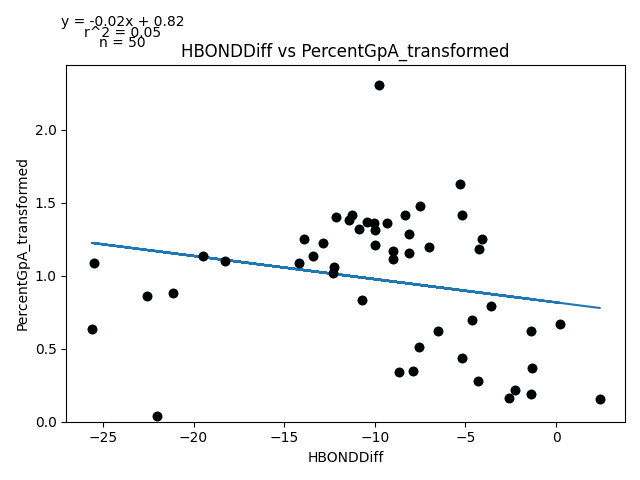 y = -0.02x + 0.82
r^2 = 0.05
n = 50
HBONDDiff vs PercentGpA_transformed
PercentGpA_transformed
2.0
1.5
1.0
0.5
0.0
−25
−20
−15
−10
−5
0
HBONDDiff